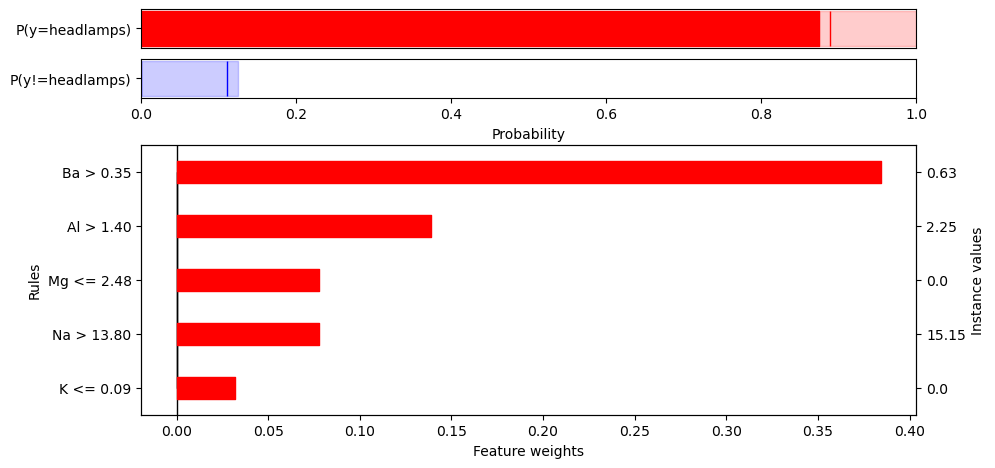 P(y=headlamps)
P(y!=headlamps)
0.0 0.2 0.4 0.6 0.8 1.0
Probability
Rules
Ba > 0.35 0.63
Al > 1.40 2.25
Mg <= 2.48 0.0
Na > 13.80 15.15
K <= 0.09 0.0
Instance values
0.00 0.05 0.10 0.15 0.20 0.25 0.30 0.35 0.40
Feature weights